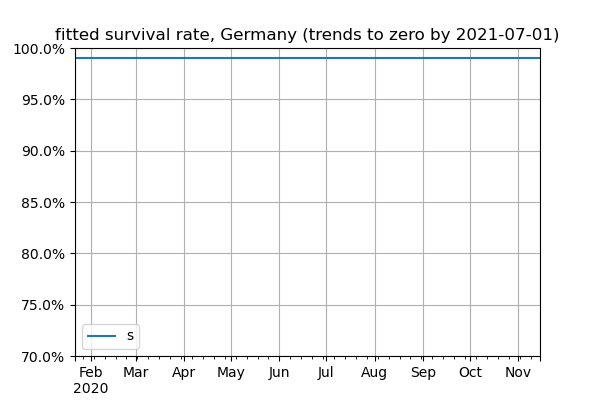 fitted survival rate, Germany (trends to zero by 2021-07-01)
100.0%
95.0%
90.0%
85.0%
80.0%
75.0%
70.0%
s
Feb Mar Apr May Jun Jul Aug Sep Oct Nov
2020